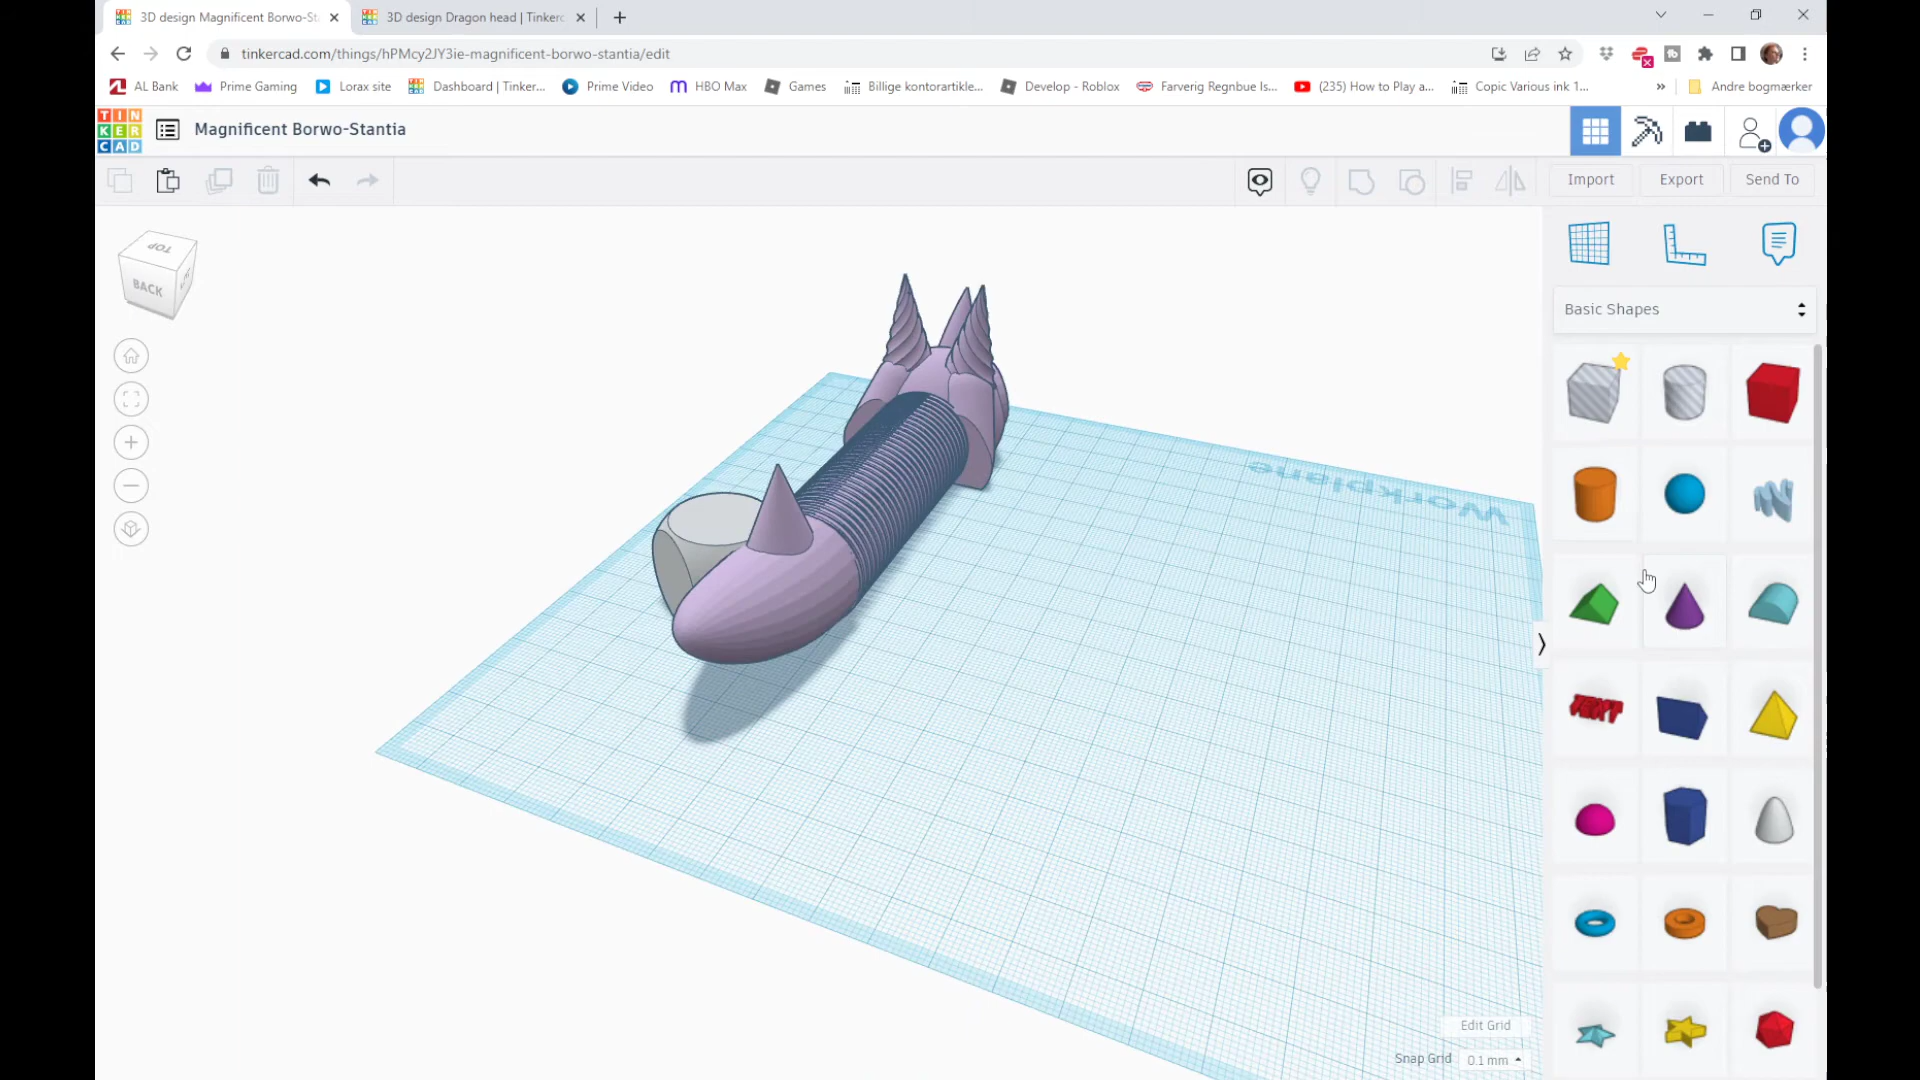 3D design Magnificent Borwo-St
3D design Dragon head | Tinkerc
tinkercad.com/things/hPMcy2JY3ie-magnificent-borwo-stantia/edit
AL Bank
Prime Gaming
Lorax site
Dashboard | Tinker...
Prime Video
HBO Max
Games
Billige kontorartikle...
Develop - Roblox
Farverig Regnbue Is...
(235) How to Play a...
Copic Various ink 1...
»
Andre bogmærker
TIN
KER
CAD
Magnificent Borwo-Stantia
Import
Export
Send To
TOP
BACK
Basic Shapes
Workplane
TEXT
Edit Grid
Snap Grid 0.1 mm